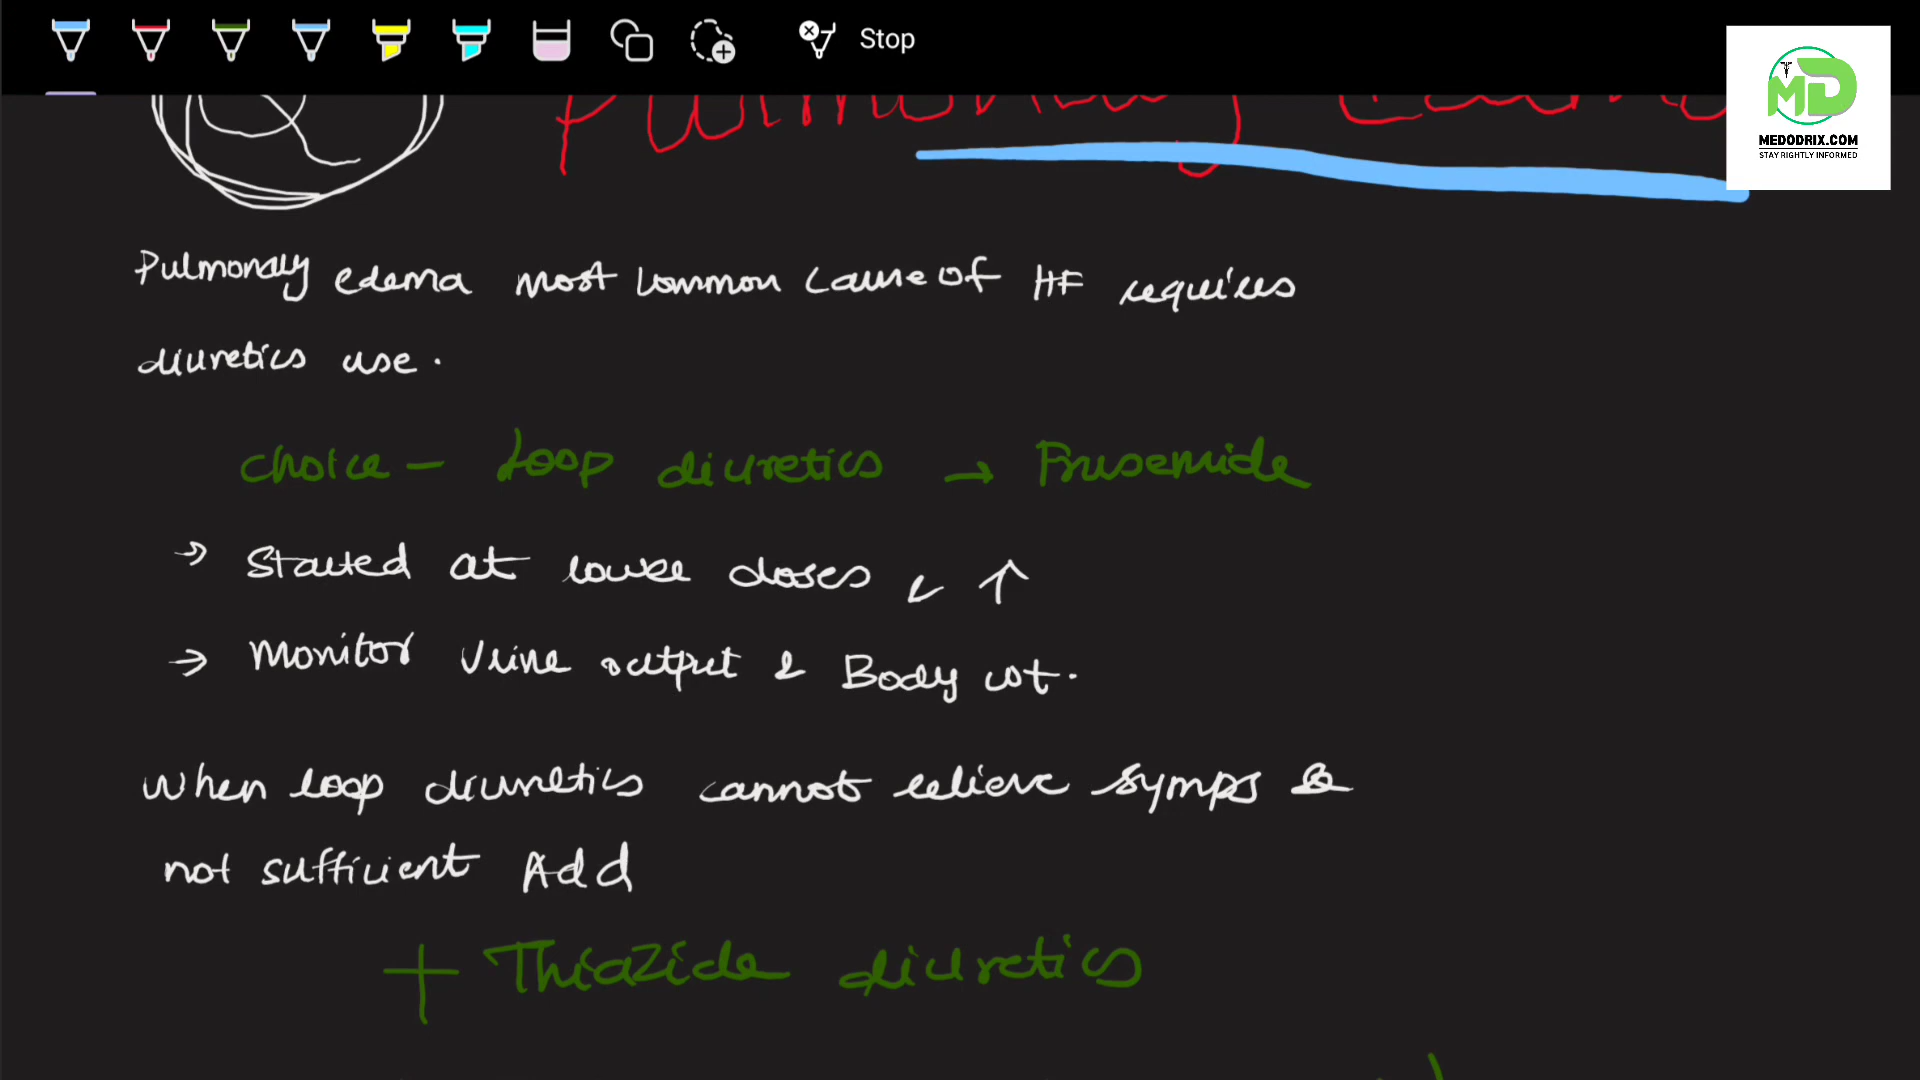 Stop
MD
MEDODRIX.COM
STAY RIGHTLY INFORMED
Pulmonary
Pulmonary edema most common cause of HF requires
diuretics use.
choice - Loop diuretics → Frusemide
→ Started at lower doses & ↑
→ Monitor Urine output & Body wt.
When loop diuretics cannot relieve symps &
not sufficient Add
+ Thiazide diuretics